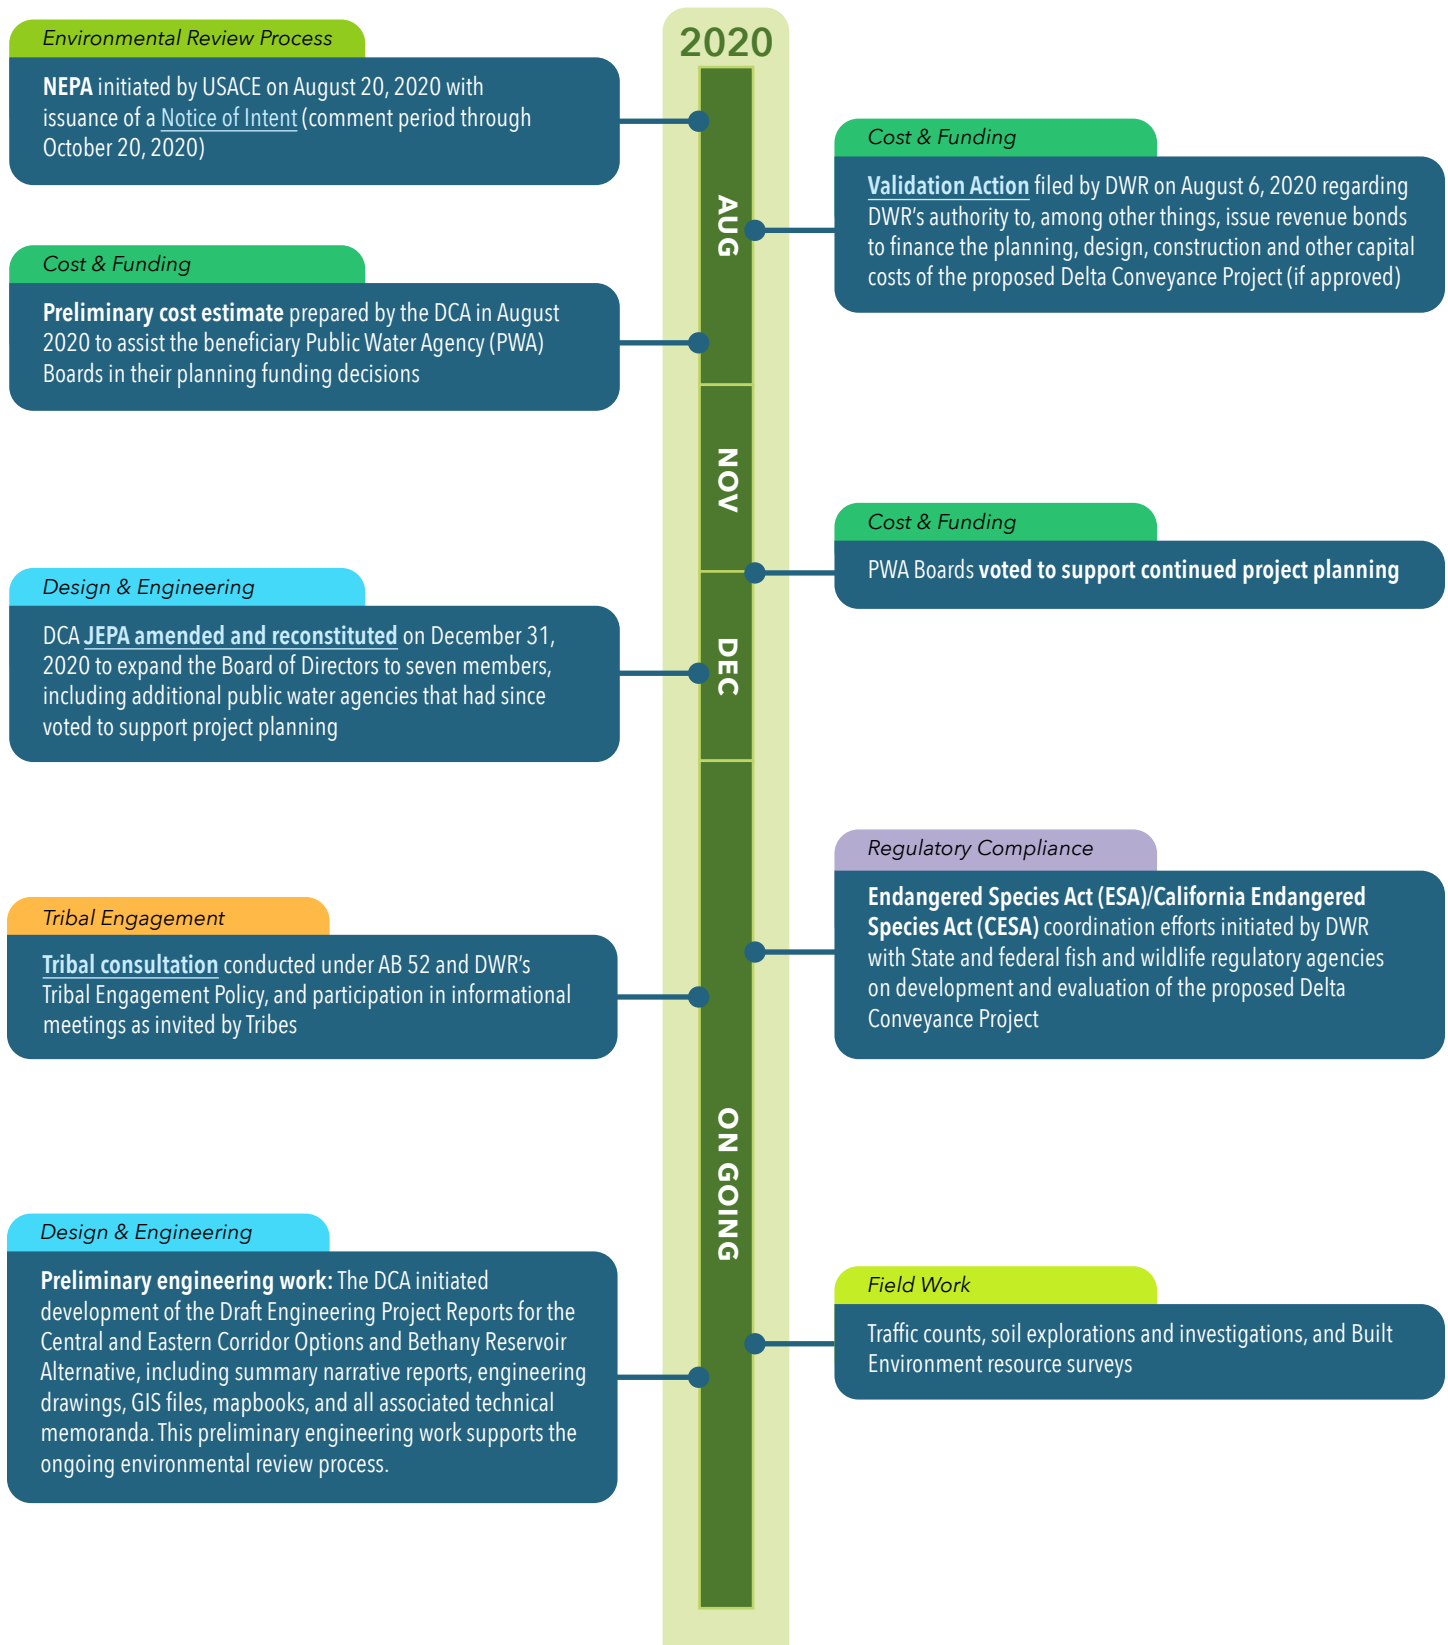 2020
Environmental Review Process
NEPA initiated by USACE on August 20, 2020 with
issuance of a Notice of Intent (comment period through
October 20, 2020)
Cost & Funding
Validation Action filed by DWR on August 6, 2020 regarding
DWR's authority to, among other things, issue revenue bonds
to finance the planning, design, construction and other capital
costs of the proposed Delta Conveyance Project (if approved)
AUG
Cost & Funding
Preliminary cost estimate prepared by the DCA in August
2020 to assist the beneficiary Public Water Agency (PWA)
Boards in their planning funding decisions
NOV
Cost & Funding
PWA Boards voted to support continued project planning
Design & Engineering
DCA JEPA amended and reconstituted on December 31,
2020 to expand the Board of Directors to seven members,
including additional public water agencies that had since
voted to support project planning
DEC
Regulatory Compliance
Endangered Species Act (ESA)/California Endangered
Species Act (CESA) coordination efforts initiated by DWR
with State and federal fish and wildlife regulatory agencies
on development and evaluation of the proposed Delta
Conveyance Project
Tribal Engagement
Tribal consultation conducted under AB 52 and DWR's
Tribal Engagement Policy, and participation in informational
meetings as invited by Tribes
ON GOING
Design & Engineering
Preliminary engineering work: The DCA initiated
development of the Draft Engineering Project Reports for the
Central and Eastern Corridor Options and Bethany Reservoir
Alternative, including summary narrative reports, engineering
drawings, GIS files, mapbooks, and all associated technical
memoranda. This preliminary engineering work supports the
ongoing environmental review process.
Field Work
Traffic counts, soil explorations and investigations, and Built
Environment resource surveys